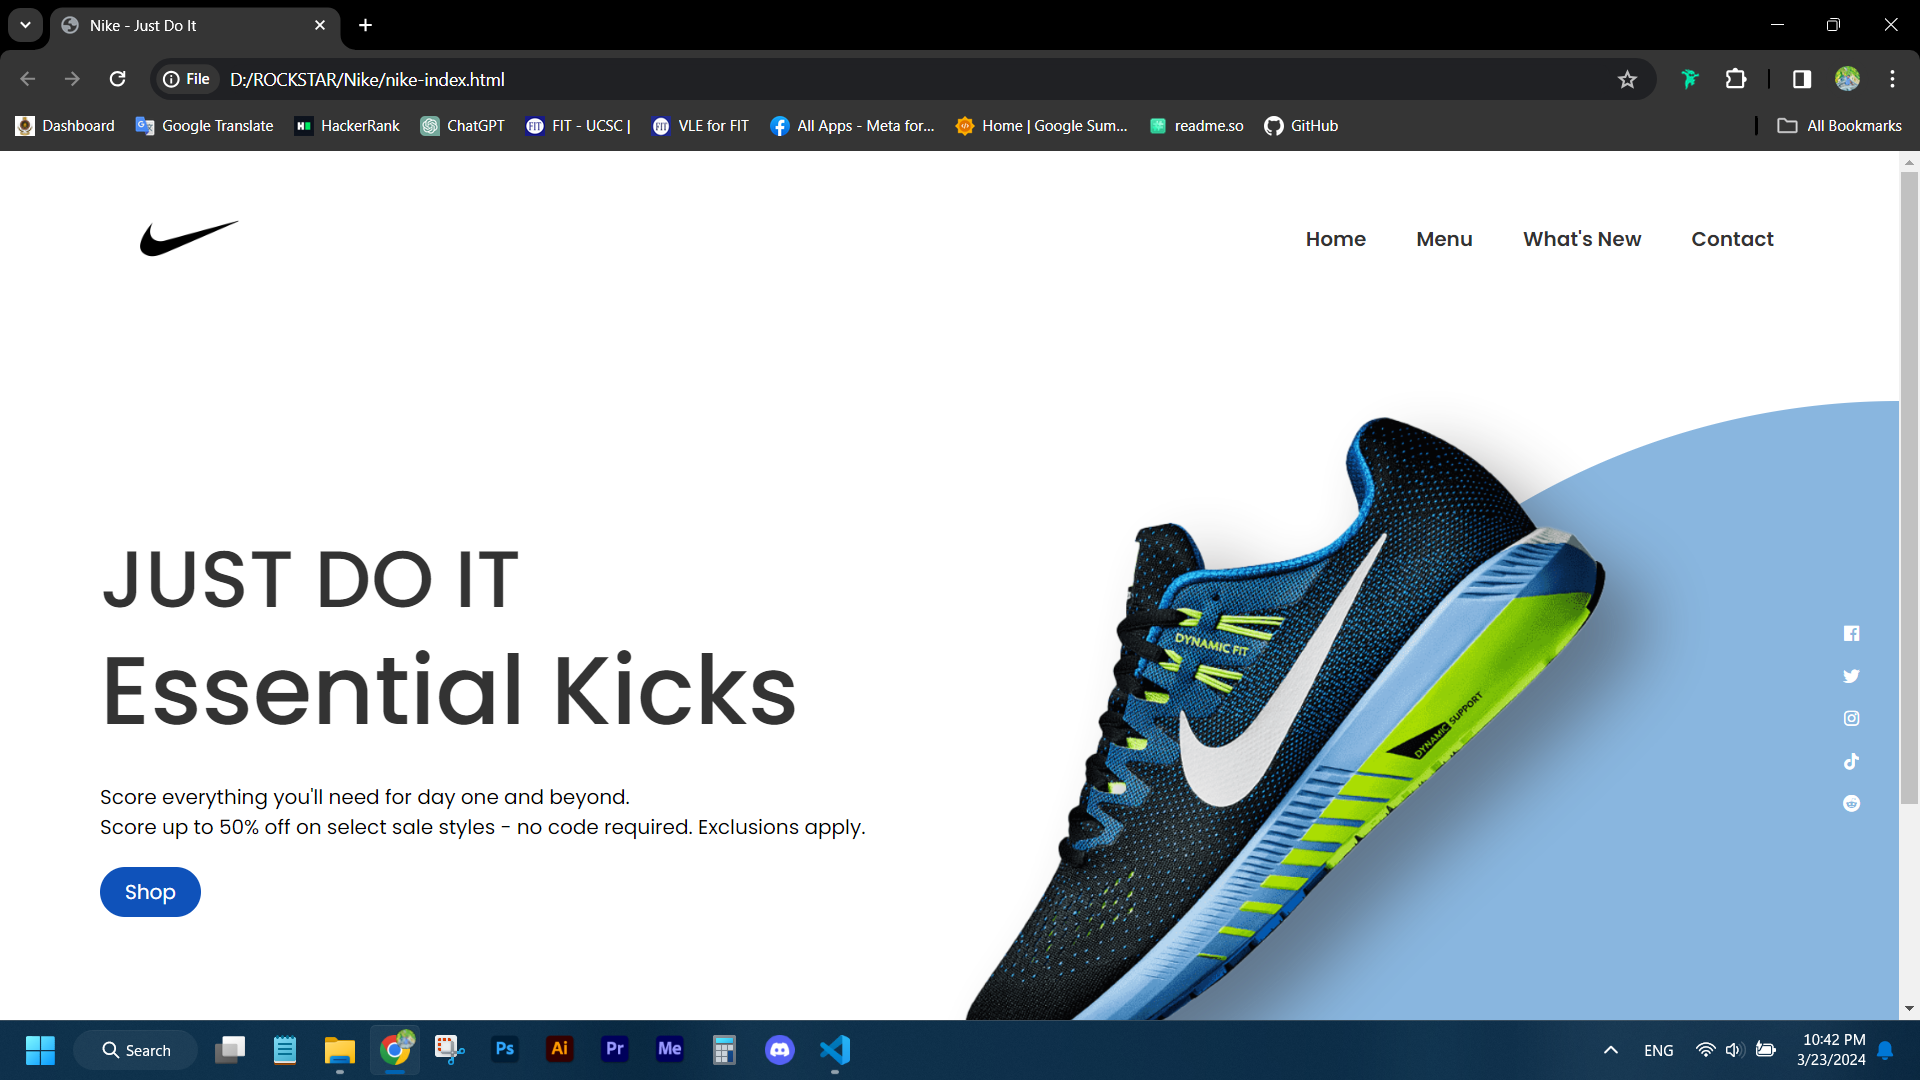 Nike - Just Do It
File
D:/ROCKSTAR/Nike/nike-index.html
Dashboard
Google Translate
HackerRank
ChatGPT
FIT - UCSC |
VLE for FIT
All Apps - Meta for...
Home | Google Sum...
readme.so
GitHub
All Bookmarks
Home
Menu
What's New
Contact
JUST DO IT
Essential Kicks
Score everything you'll need for day one and beyond.
Score up to 50% off on select sale styles - no code required. Exclusions apply.
Shop
DYNAMIC FIT
DYNAMIC SUPPORT
Search
Ps
Ai
Pr
Me
ENG
10:42 PM
3/23/2024